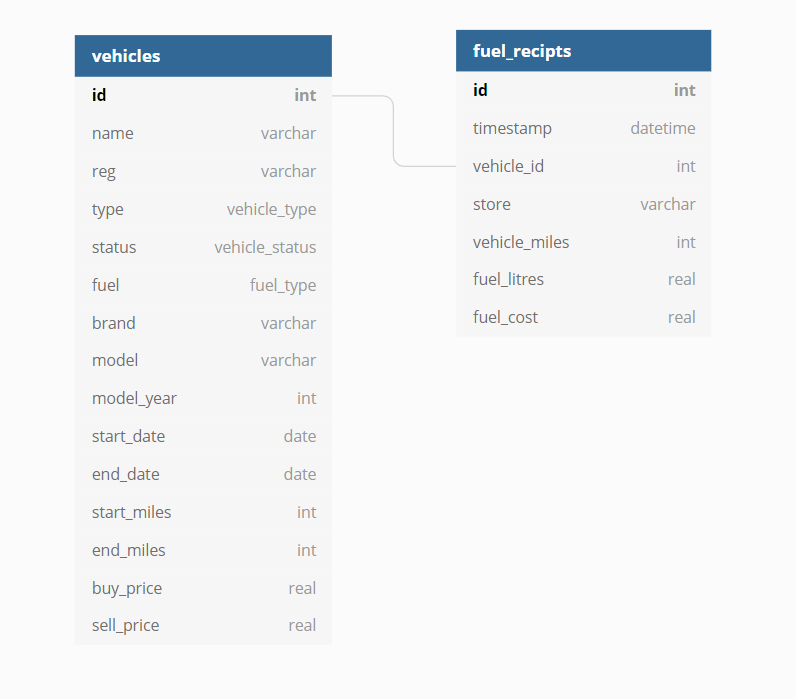 vehicles
id int
name varchar
reg varchar
type vehicle_type
status vehicle_status
fuel fuel_type
brand varchar
model varchar
model_year int
start_date date
end_date date
start_miles int
end_miles int
buy_price real
sell_price real
fuel_recipts
id int
timestamp datetime
vehicle_id int
store varchar
vehicle_miles int
fuel_litres real
fuel_cost real